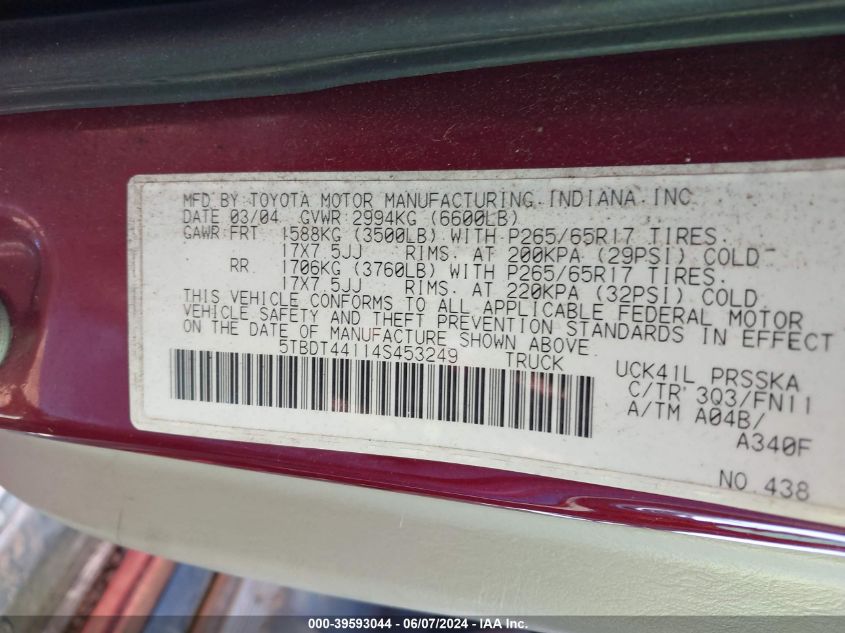 MFD BY TOYOTA MOTOR MANUFACTURING, INDIANA INC
DATE 03/04 GVWR 2994KG (6600LB)
GAWR FRT 1588KG (3500LB) WITH P265/65R17 TIRES.
17X7.5JJ RIMS. AT 200KPA (29PSI) COLD
RR 1706KG (3760LB) WITH P265/65R17 TIRES.
17X7.5JJ RIMS. AT 220KPA (32PSI) COLD
THIS VEHICLE CONFORMS TO ALL APPLICABLE FEDERAL MOTOR
VEHICLE SAFETY AND THEFT PREVENTION STANDARDS IN EFFECT
ON THE DATE OF MANUFACTURE SHOWN ABOVE
5TBDT44114S453249 TRUCK
UCK41L PRSSKA
C/TR 3Q3/FN11
A/TM A04B/
A340F
NO 438
000-39593044 — 06/07/2024 — IAA, Inc.